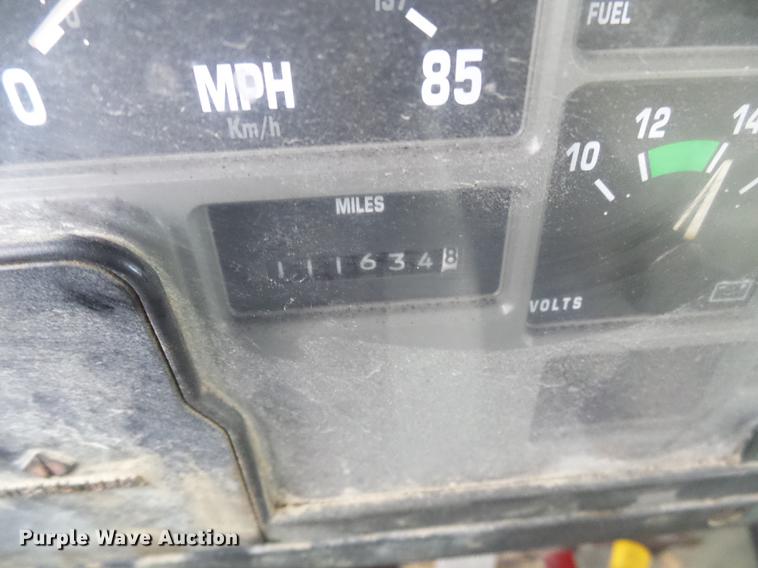 FUEL
137
0
MPH
85
Km/h
10
12
14
MILES
1116348
VOLTS
Purple Wave Auction